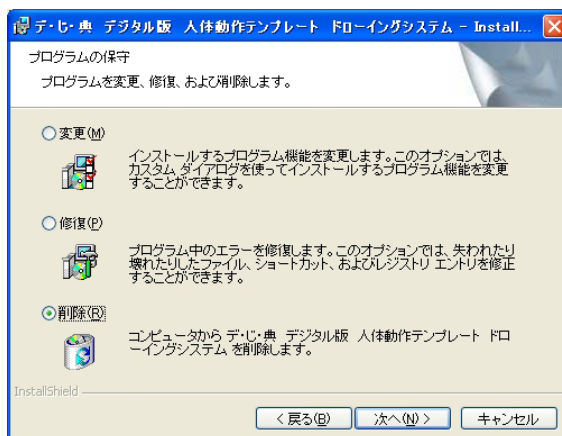 デ・じ・典 デジタル版 人体動作テンプレート ドローイングシステム - Install...
プログラムの保守
プログラムを変更、修復、および削除します。
変更(M)
インストールするプログラム機能を変更します。このオプションでは、
カスタム ダイアログを使ってインストールするプログラム機能を変更
することができます。
修復(P)
プログラム中のエラーを修復します。このオプションでは、失われたり
壊れたりしたファイル、ショートカット、およびレジストリ エントリを修正
することができます。
削除(R)
コンピュータから デ・じ・典 デジタル版 人体動作テンプレート ドロ
ーイングシステム を削除します。
InstallShield
< 戻る(B)
次へ(N) >
キャンセル